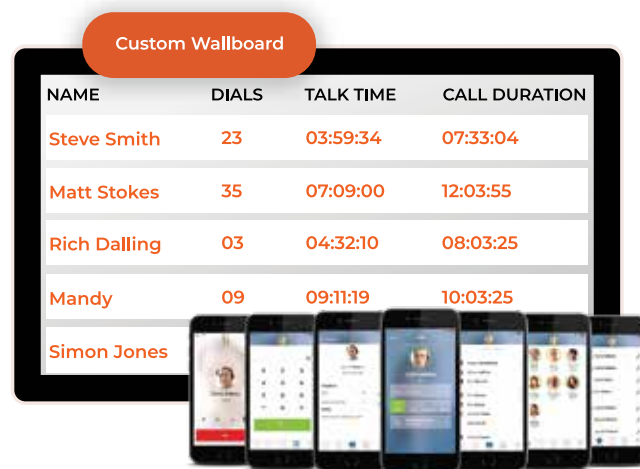 Custom Wallboard
NAME DIALS TALK TIME CALL DURATION
Steve Smith 23 03:59:34 07:33:04
Matt Stokes 35 07:09:00 12:03:55
Rich Dalling 03 04:32:10 08:03:25
Mandy 09 09:11:19 10:03:25
Simon Jones